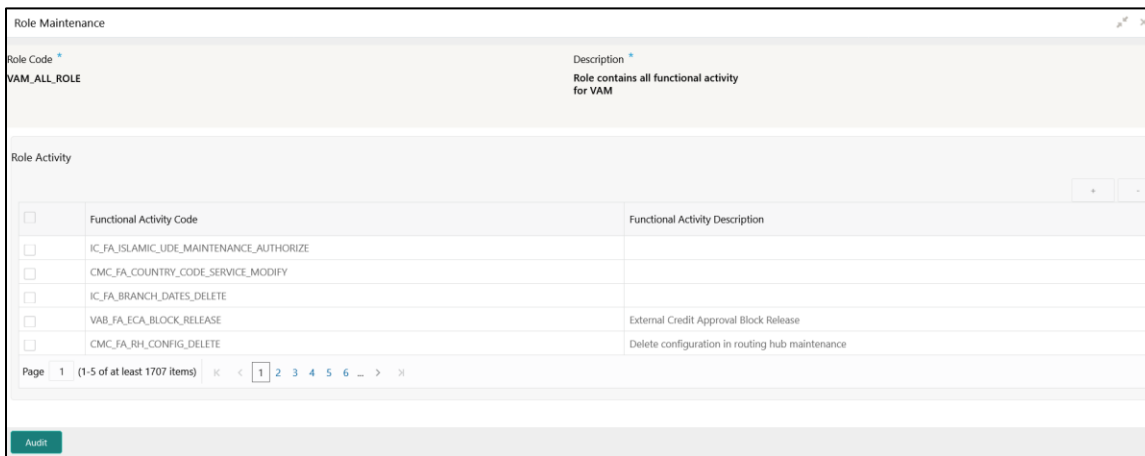 Role Maintenance
Role Code *
Description *
VAM_ALL_ROLE
Role contains all functional activity
for VAM
Role Activity
+ -
Functional Activity Code Functional Activity Description
IC_FA_ISLAMIC_UDE_MAINTENANCE_AUTHORIZE
CMC_FA_COUNTRY_CODE_SERVICE_MODIFY
IC_FA_BRANCH_DATES_DELETE
VAB_FA_ECA_BLOCK_RELEASE External Credit Approval Block Release
CMC_FA_RH_CONFIG_DELETE Delete configuration in routing hub maintenance
Page 1 (1-5 of at least 1707 items) 1 2 3 4 5 6 ...
Audit